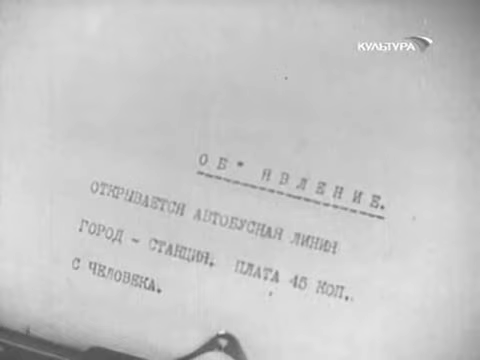 КУЛЬТУРА
ОБ" ЯВЛЕНИЕ.
ОТКРЫВАЕТСЯ АВТОБУСНАЯ ЛИНИЯ
ГОРОД - СТАНЦИЯ. ПЛАТА 45 КОП.
С ЧЕЛОВЕКА.